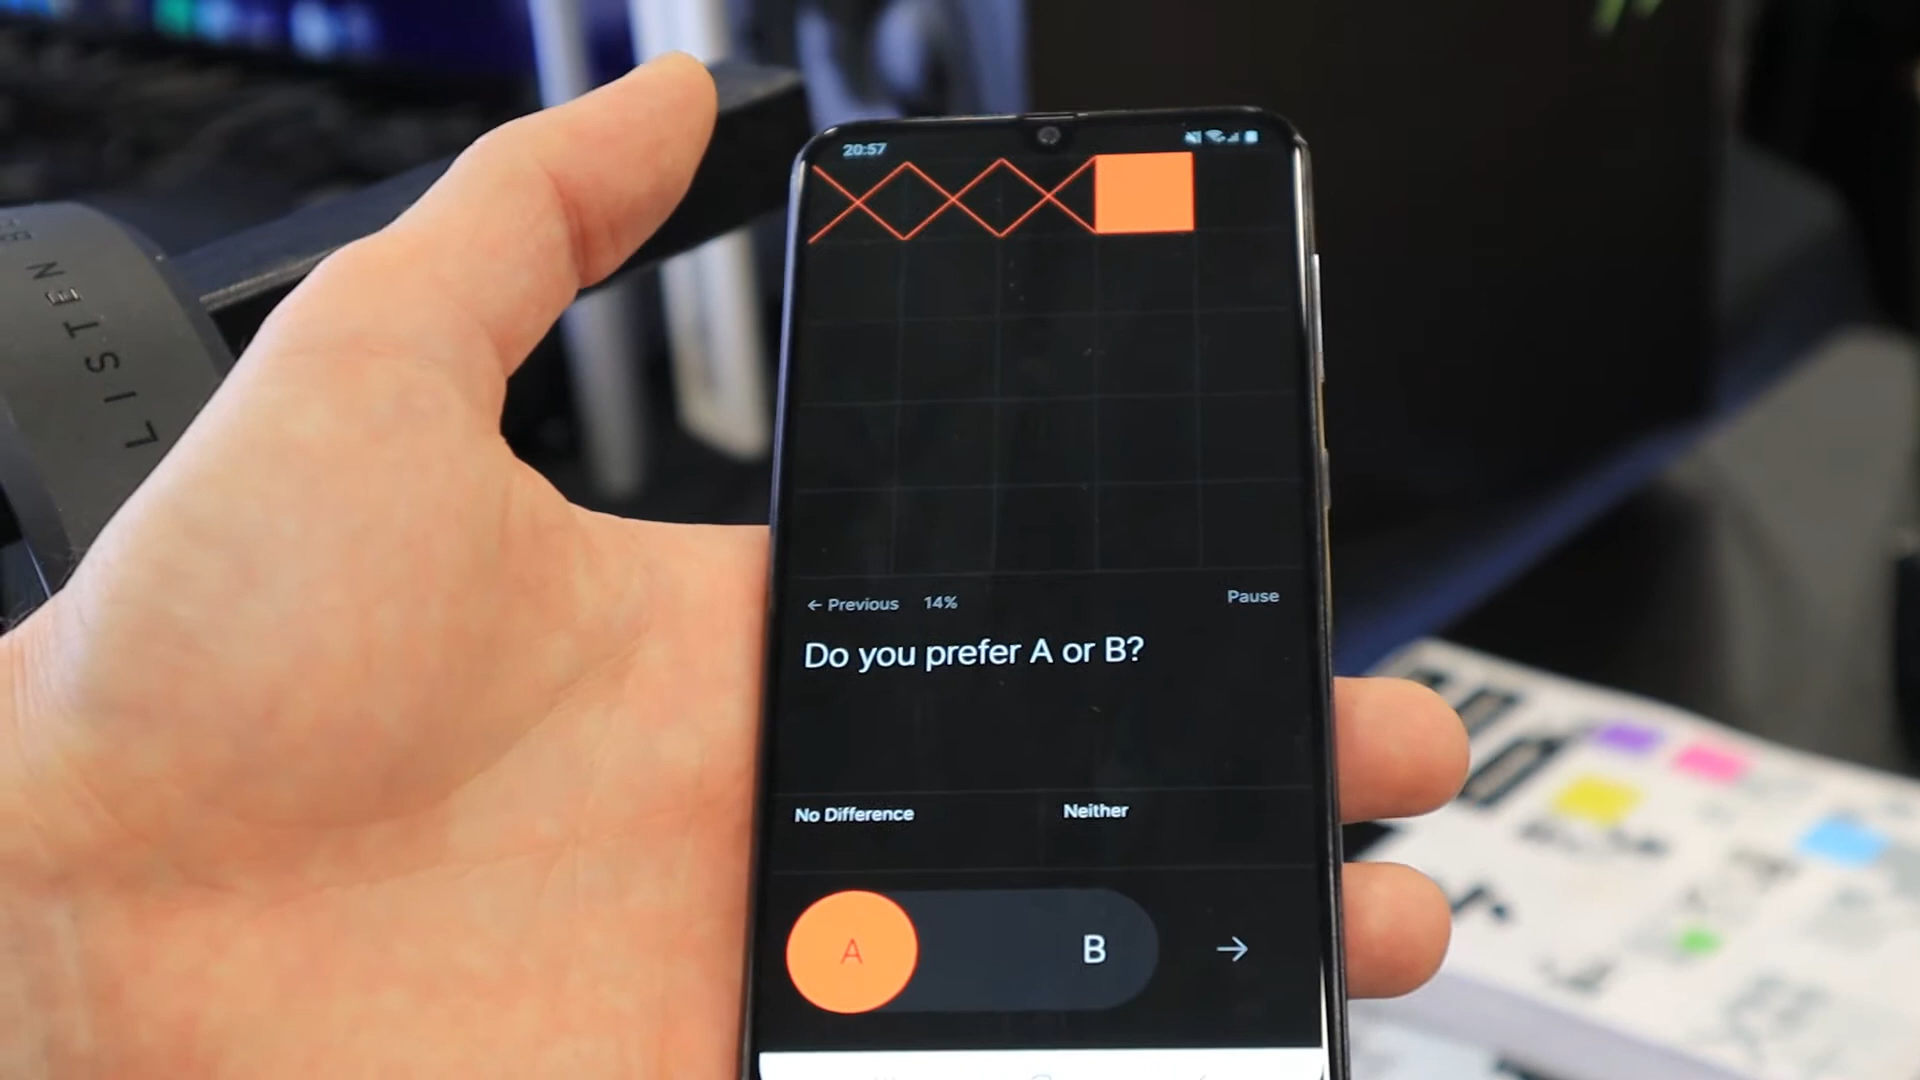 LISTEN
20:57
← Previous 14% Pause
Do you prefer A or B?
No Difference Neither
A B →